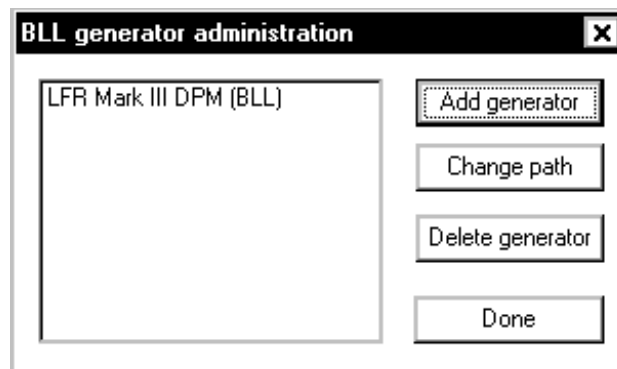 BLL generator administration
LFR Mark III DPM (BLL)
Add generator
Change path
Delete generator
Done